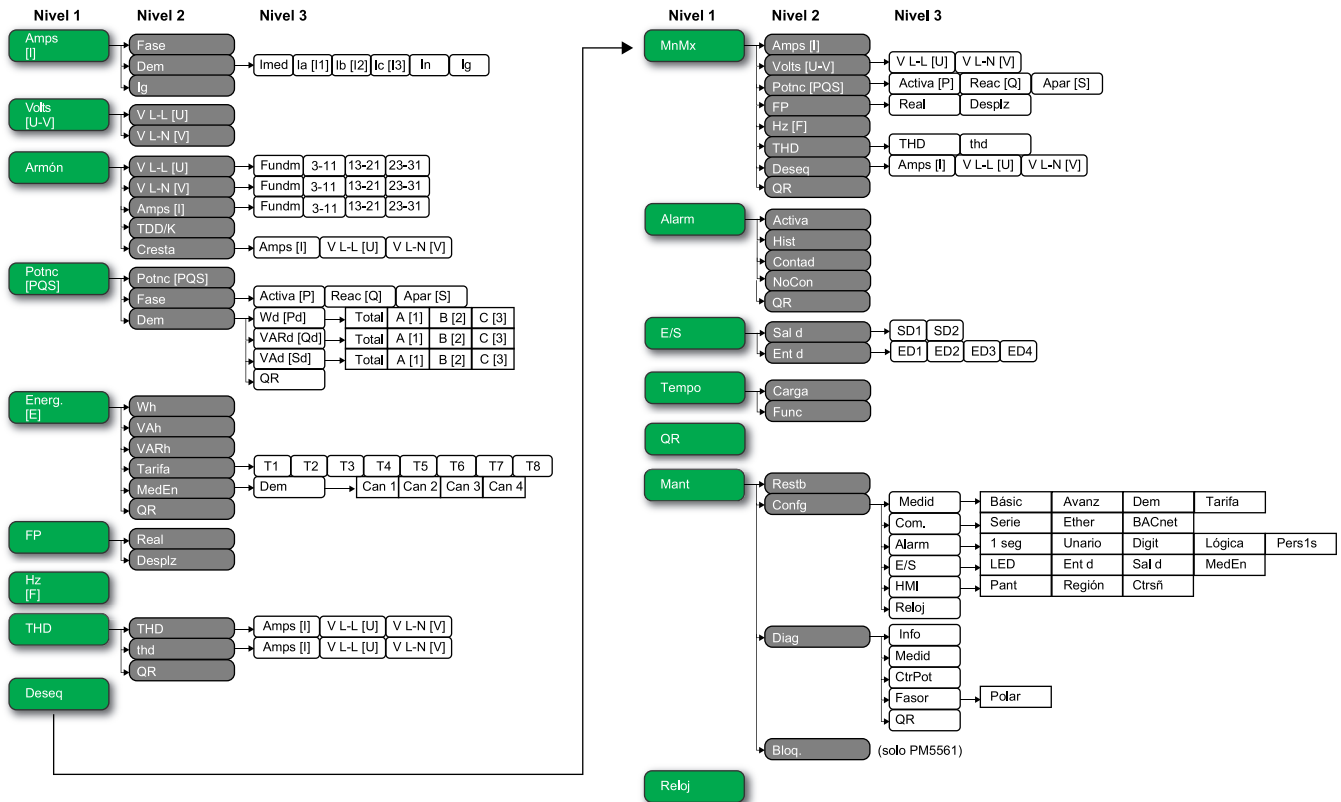 Nivel 1 Nivel 2 Nivel 3
Amps
[I]
Fase
Dem
Imed Ia [I1] Ib [I2] Ic [I3] In Ig
Ig
Volts
[U-V]
V L-L [U]
V L-N [V]
Armón
V L-L [U]
Fundm 3-11 13-21 23-31
V L-N [V]
Fundm 3-11 13-21 23-31
Amps [I]
Fundm 3-11 13-21 23-31
TDD/K
Cresta
Amps [I] V L-L [U] V L-N [V]
Potnc
[PQS]
Potnc [PQS]
Fase
Activa [P] Reac [Q] Apar [S]
Dem
Wd [Pd] Total A [1] B [2] C [3]
VARd [Qd] Total A [1] B [2] C [3]
VAd [Sd] Total A [1] B [2] C [3]
QR
Energ.
[E]
Wh
VAh
VARh
Tarifa
T1 T2 T3 T4 T5 T6 T7 T8
MedEn
Dem Can 1 Can 2 Can 3 Can 4
QR
FP
Real
Desplz
Hz
[F]
THD
THD
Amps [I] V L-L [U] V L-N [V]
thd
Amps [I] V L-L [U] V L-N [V]
QR
Deseq
Nivel 1 Nivel 2 Nivel 3
MnMx
Amps [I]
Volts [U-V]
V L-L [U] V L-N [V]
Potnc [PQS]
Activa [P] Reac [Q] Apar [S]
FP
Real Desplz
Hz [F]
THD
THD thd
Deseq
Amps [I] V L-L [U] V L-N [V]
QR
Alarm
Activa
Hist
Contad
NoCon
QR
E/S
Sal d
SD1 SD2
Ent d
ED1 ED2 ED3 ED4
Tempo
Carga
Func
QR
Mant
Restb
Confg
Medid Básic Avanz Dem Tarifa
Com. Serie Ether BACnet
Alarm 1 seg Unario Digit Lógica Pers1s
E/S LED Ent d Sal d MedEn
HMI Pant Región Ctrsñ
Reloj
Diag
Info
Medid
CtrPot
Fasor Polar
QR
Bloq. (solo PM5561)
Reloj